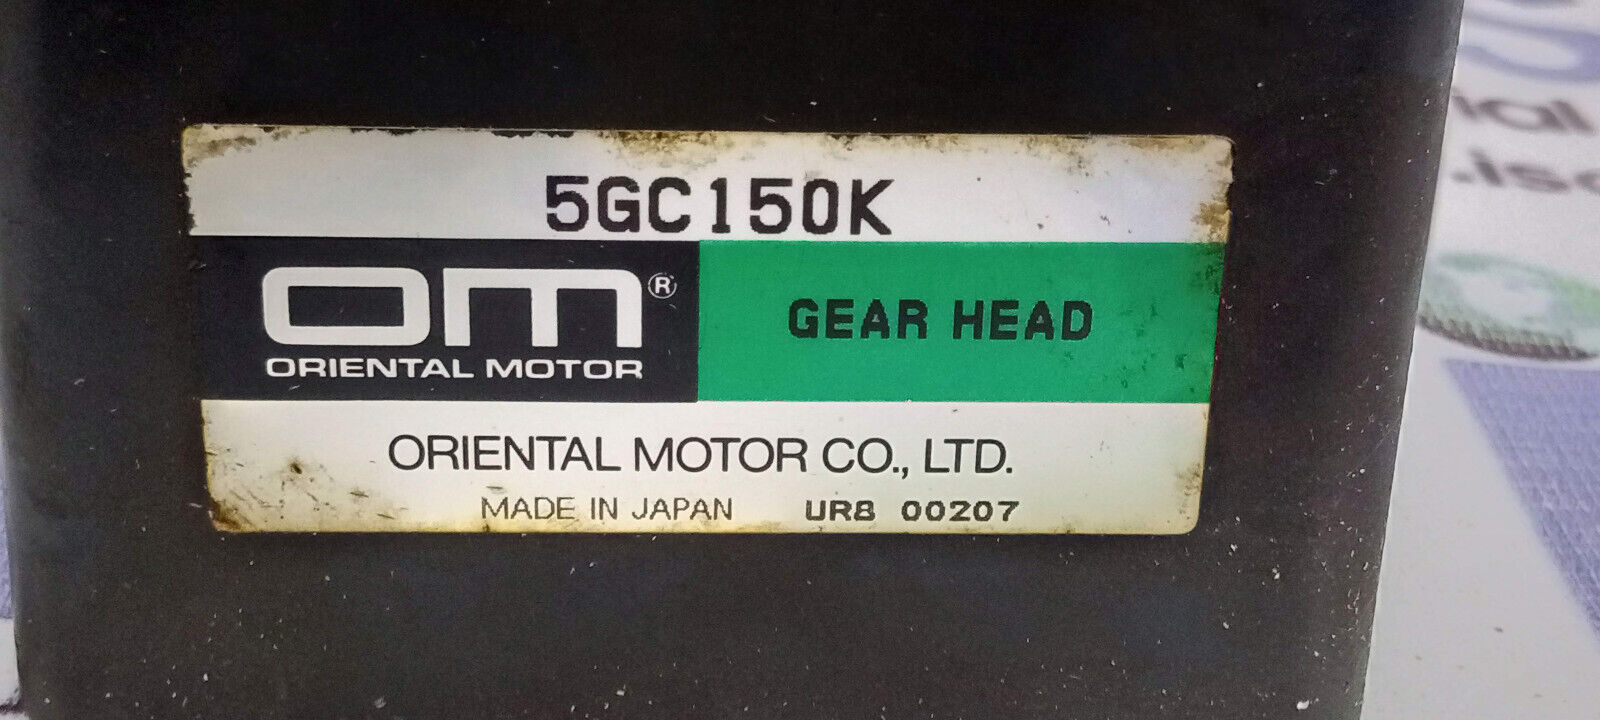 5GC150K
om®
ORIENTAL MOTOR
GEAR HEAD
ORIENTAL MOTOR CO., LTD.
MADE IN JAPAN UR8 00207